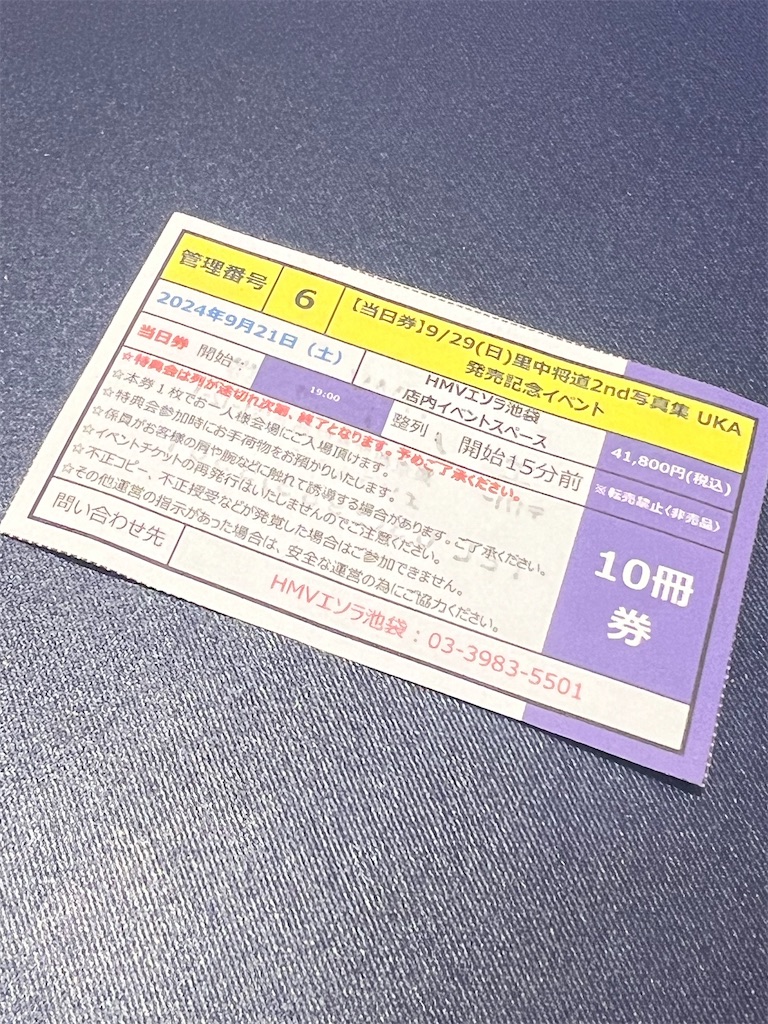 管理番号
6
【当日券】9/29(日)里中将道2nd写真集 UKA
発売記念イベント
2024年9月21日（土）
HMVエソラ池袋
店内イベントスペース
41,800円(税込)
当日券
開始：
19:00
整列：
開始15分前
※転売禁止<非売品>
☆特典会は列が途切れ次第、終了となります。予めご了承ください。
☆本券１枚でお一人様会場にご入場頂けます。
☆特典会参加時にお手荷物をお預かりいたします。
☆係員がお客様の肩や腕などに触れて誘導する場合があります。ご了承ください。
☆イベントチケットの再発行はいたしませんのでご注意ください。
☆不正コピー、不正授受などが発覚した場合はご参加できません。
☆その他運営の指示があった場合は、安全な運営の為にご協力ください。
10冊
券
問い合わせ先
HMVエソラ池袋：03-3983-5501